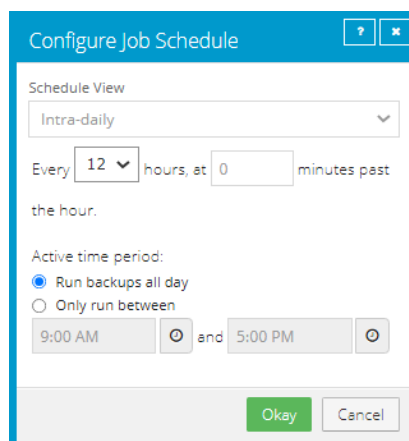 Configure Job Schedule ? ×
Schedule View
Intra-daily
Every 12 hours, at 0 minutes past
the hour.
Active time period:
Run backups all day
Only run between
9:00 AM and 5:00 PM
Okay Cancel